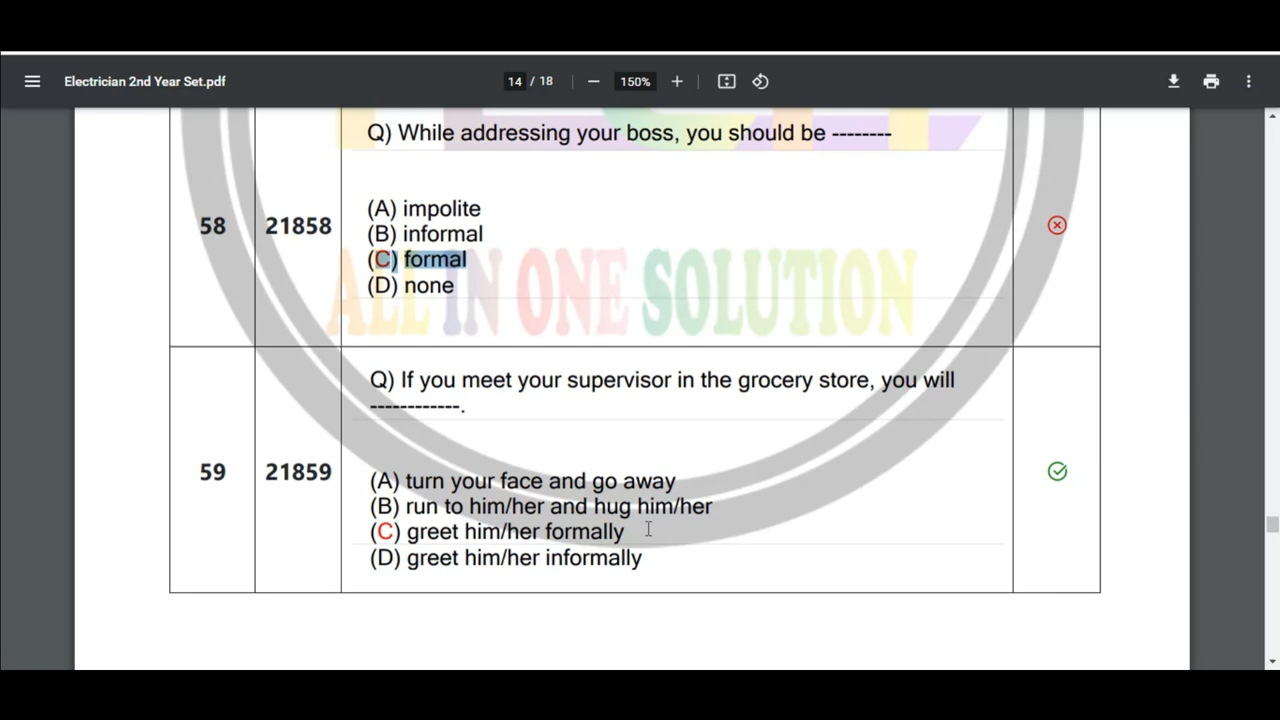 Electrician 2nd Year Set.pdf
14 / 18
150%
Q) While addressing your boss, you should be --------
58
21858
(A) impolite
(B) informal
(C) formal
(D) none
ALL IN ONE SOLUTION
Q) If you meet your supervisor in the grocery store, you will
------------.
59
21859
(A) turn your face and go away
(B) run to him/her and hug him/her
(C) greet him/her formally
(D) greet him/her informally